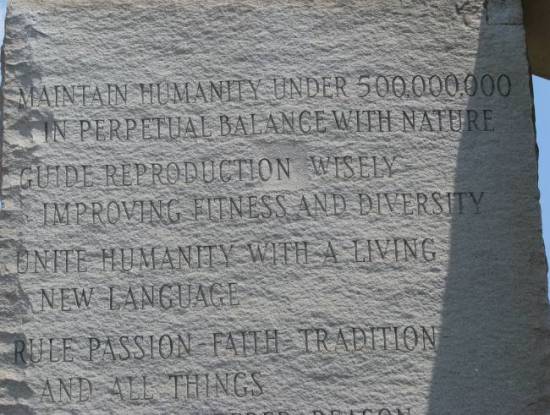 MAINTAIN HUMANITY UNDER 500,000,000
IN PERPETUAL BALANCE WITH NATURE
GUIDE REPRODUCTION WISELY
IMPROVING FITNESS AND DIVERSITY
UNITE HUMANITY WITH A LIVING
NEW LANGUAGE
RULE PASSION - FAITH - TRADITION
AND ALL THINGS
REASON